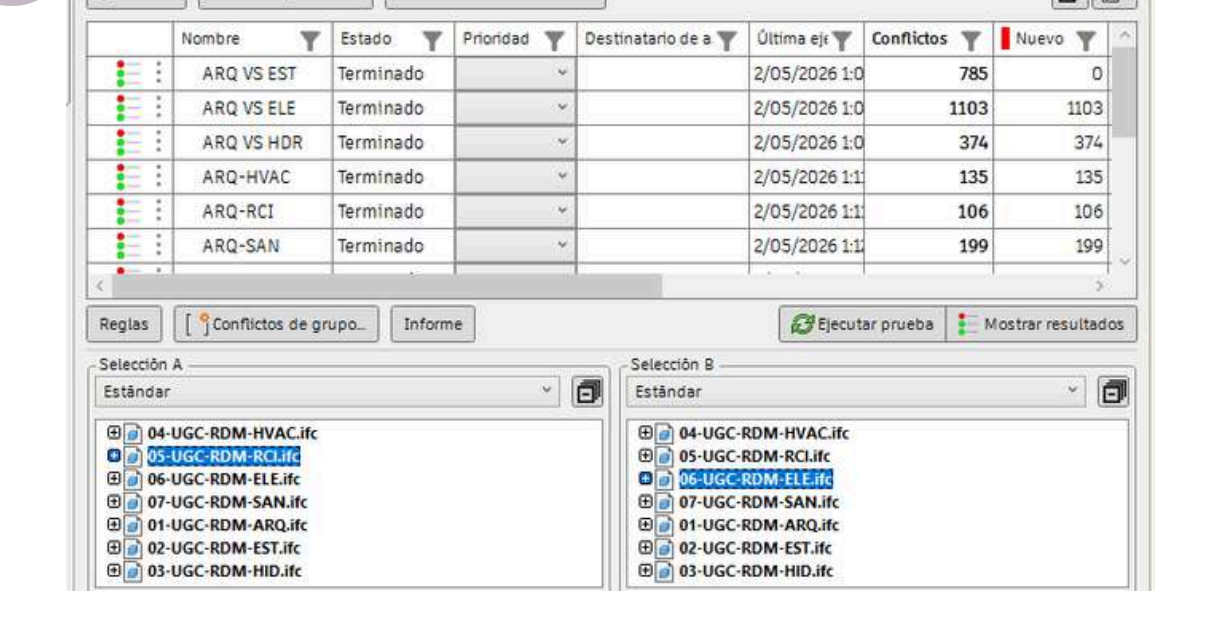 Nombre Estado Prioridad Destinatario de a Última eje Conflictos Nuevo
ARQ VS EST Terminado 2/05/2026 1:0 785 0
ARQ VS ELE Terminado 2/05/2026 1:0 1103 1103
ARQ VS HDR Terminado 2/05/2026 1:0 374 374
ARQ-HVAC Terminado 2/05/2026 1:1 135 135
ARQ-RCI Terminado 2/05/2026 1:1 106 106
ARQ-SAN Terminado 2/05/2026 1:1 199 199
Reglas Conflictos de grupo... Informe Ejecutar prueba Mostrar resultados
Selección A Selección B
Estándar Estándar
04-UGC-RDM-HVAC.ifc 04-UGC-RDM-HVAC.ifc
05-UGC-RDM-RCI.ifc 05-UGC-RDM-RCI.ifc
06-UGC-RDM-ELE.ifc 06-UGC-RDM-ELE.ifc
07-UGC-RDM-SAN.ifc 07-UGC-RDM-SAN.ifc
01-UGC-RDM-ARQ.ifc 01-UGC-RDM-ARQ.ifc
02-UGC-RDM-EST.ifc 02-UGC-RDM-EST.ifc
03-UGC-RDM-HID.ifc 03-UGC-RDM-HID.ifc